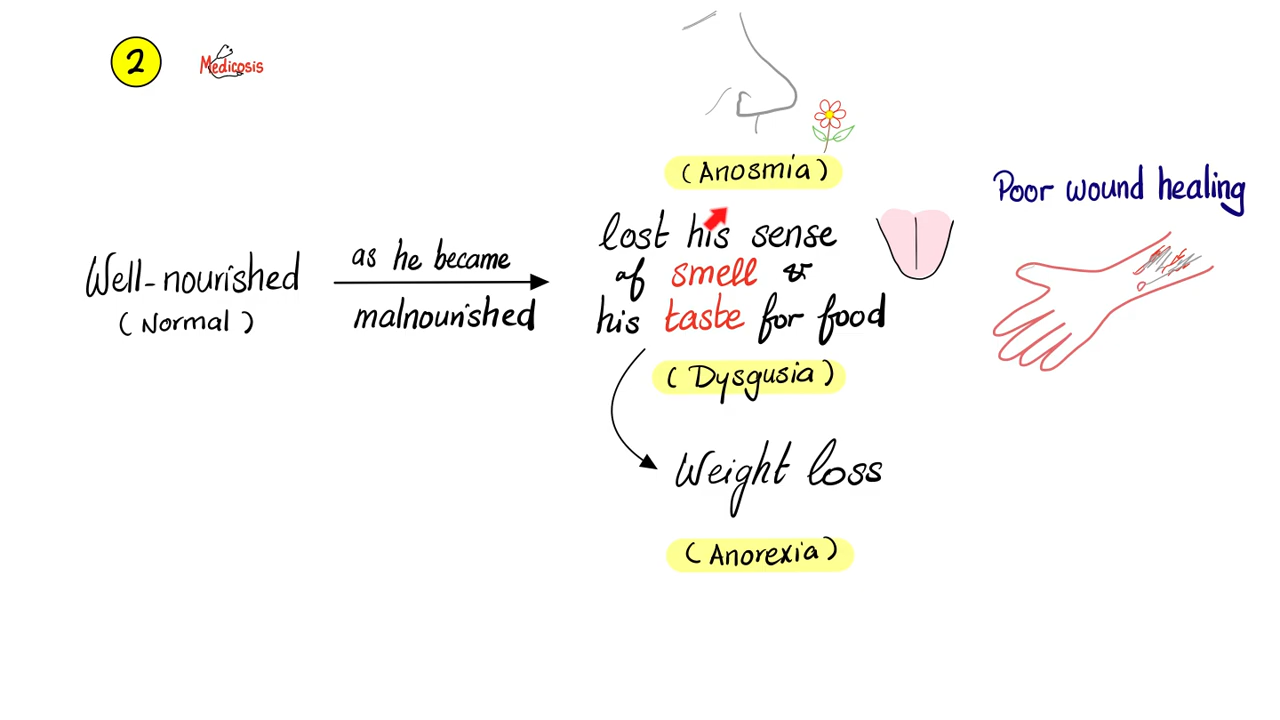 2
Medicosis
(Anosmia)
Poor wound healing
Well-nourished
(Normal)
as he became
malnourished
lost his sense
of smell &
his taste for food
(Dysgusia)
Weight loss
(Anorexia)